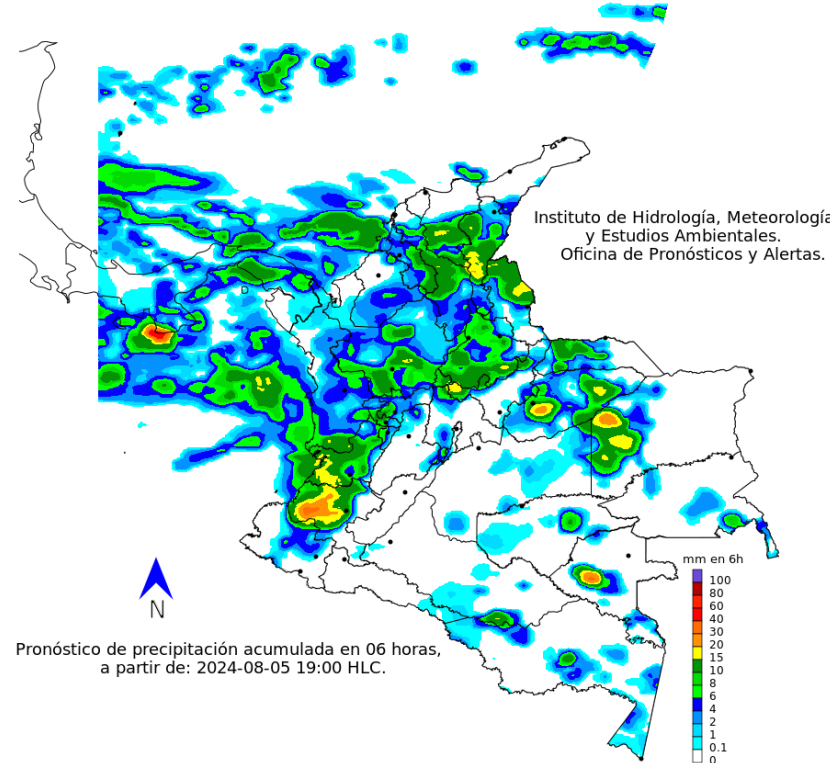 Instituto de Hidrología, Meteorología
y Estudios Ambientales.
Oficina de Pronósticos y Alertas.
mm en 6h
100
80
60
40
30
20
15
10
8
6
4
2
1
0.1
0
N
Pronóstico de precipitación acumulada en 06 horas,
a partir de: 2024-08-05 19:00 HLC.